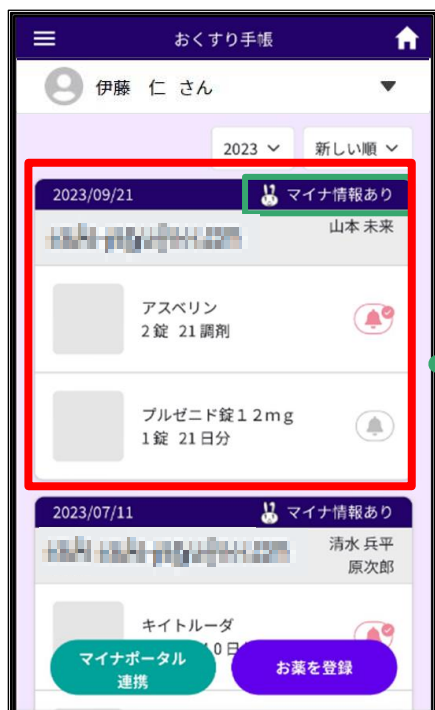 おくすり手帳
伊藤 仁 さん
2023 新しい順
2023/09/21 マイナ情報あり
山本 未来
アスベリン
2錠 21調剤
プルゼニド錠12mg
1錠 21日分
2023/07/11 マイナ情報あり
清水 兵平
原次郎
キイトルーダ
マイナポータル
連携
お薬を登録